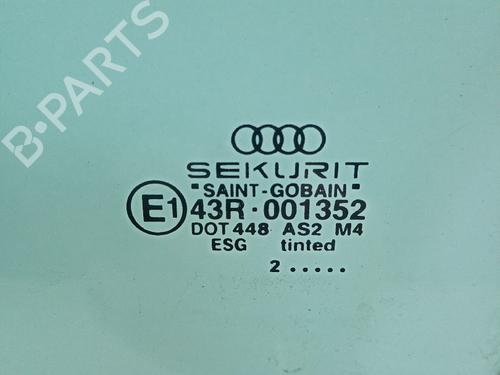 B-PARTS
SEKURIT
"SAINT-GOBAIN"
E1 43R·001352
DOT 448 AS2 M4
ESG tinted
2 .....